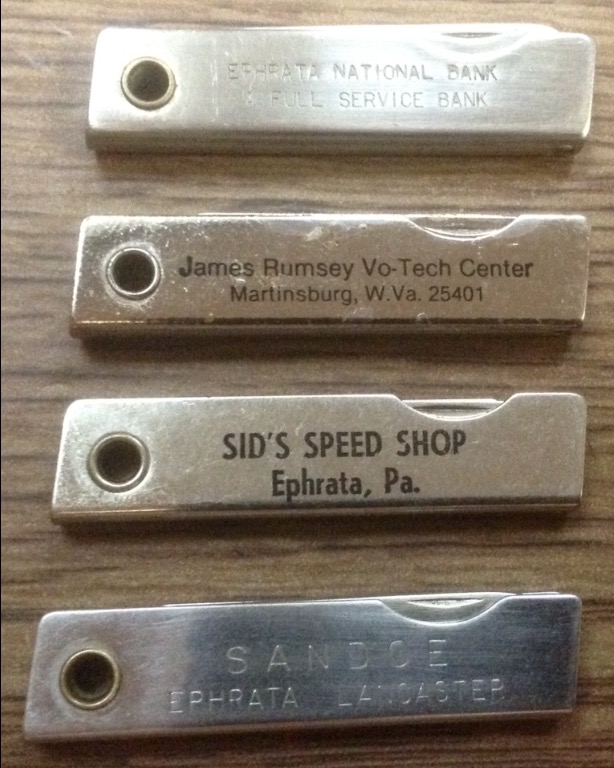 EPHRATA NATIONAL BANK
A FULL SERVICE BANK
James Rumsey Vo-Tech Center
Martinsburg, W.Va. 25401
SID'S SPEED SHOP
Ephrata, Pa.
SANDOE
EPHRATA LANCASTER